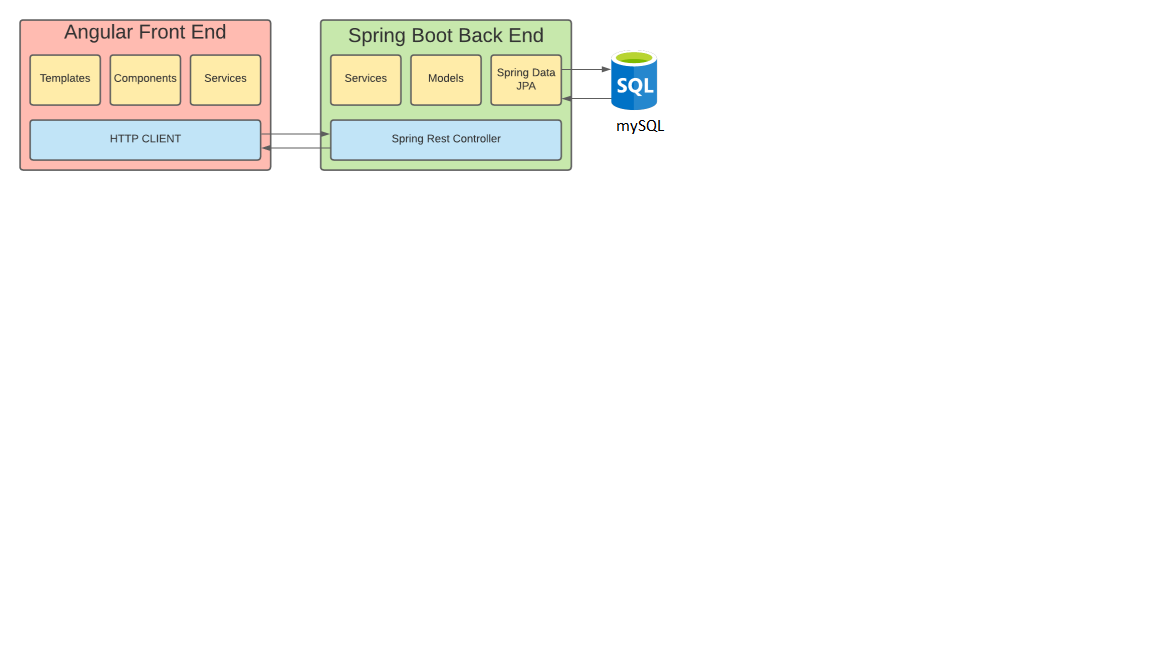 Angular Front End
Templates
Components
Services
HTTP CLIENT
Spring Boot Back End
Services
Models
Spring Data
JPA
Spring Rest Controller
SQL
mySQL